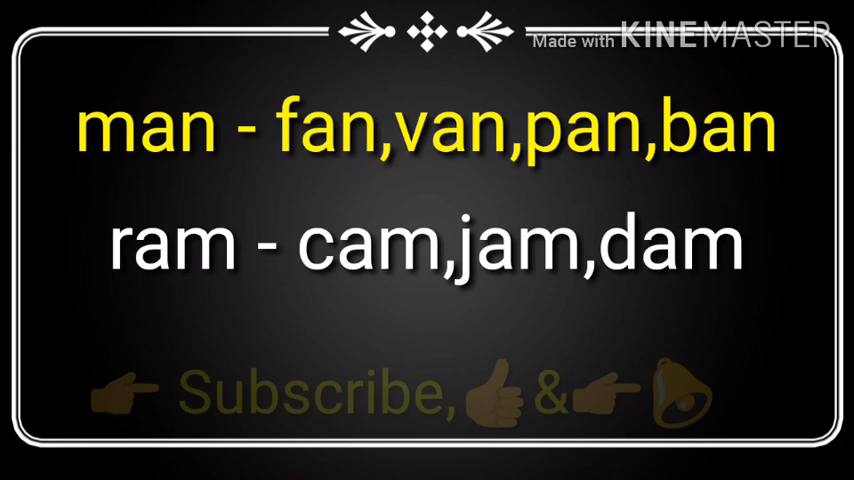 Made with KINEMASTER
man - fan,van,pan,ban
ram - cam,jam,dam
👉 Subscribe,👍&👉🔔